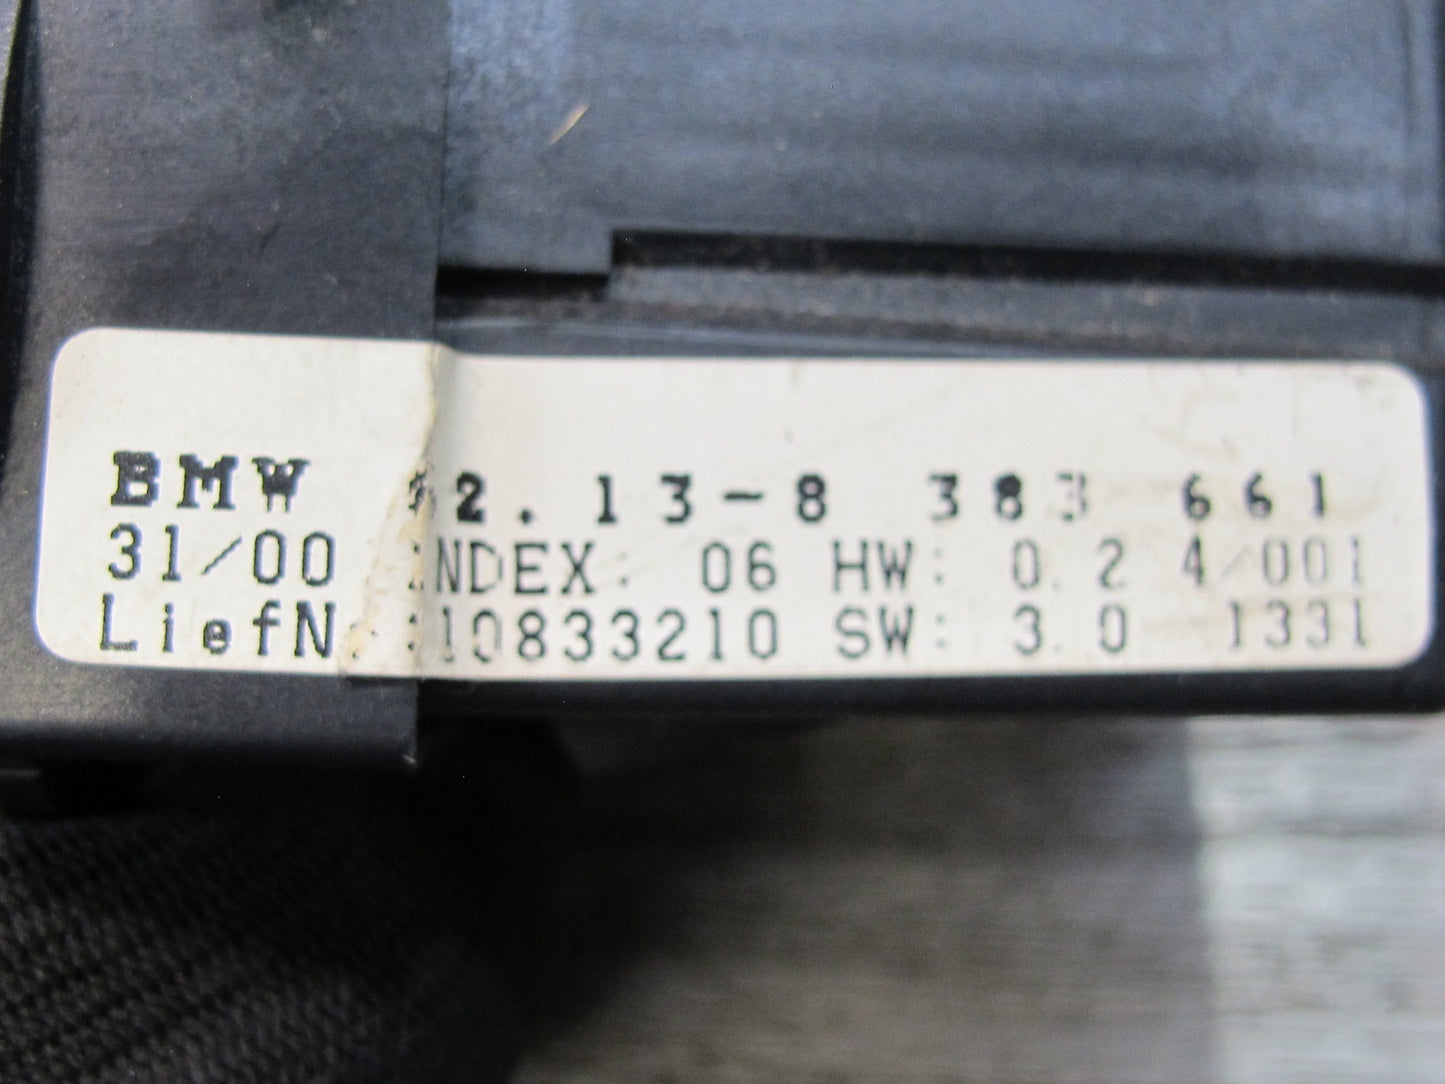 BMW 62.13-8 383 661
31/00 INDEX: 06 HW: 0.2 4/001
LiefN.:10833210 SW: 3.0 1331